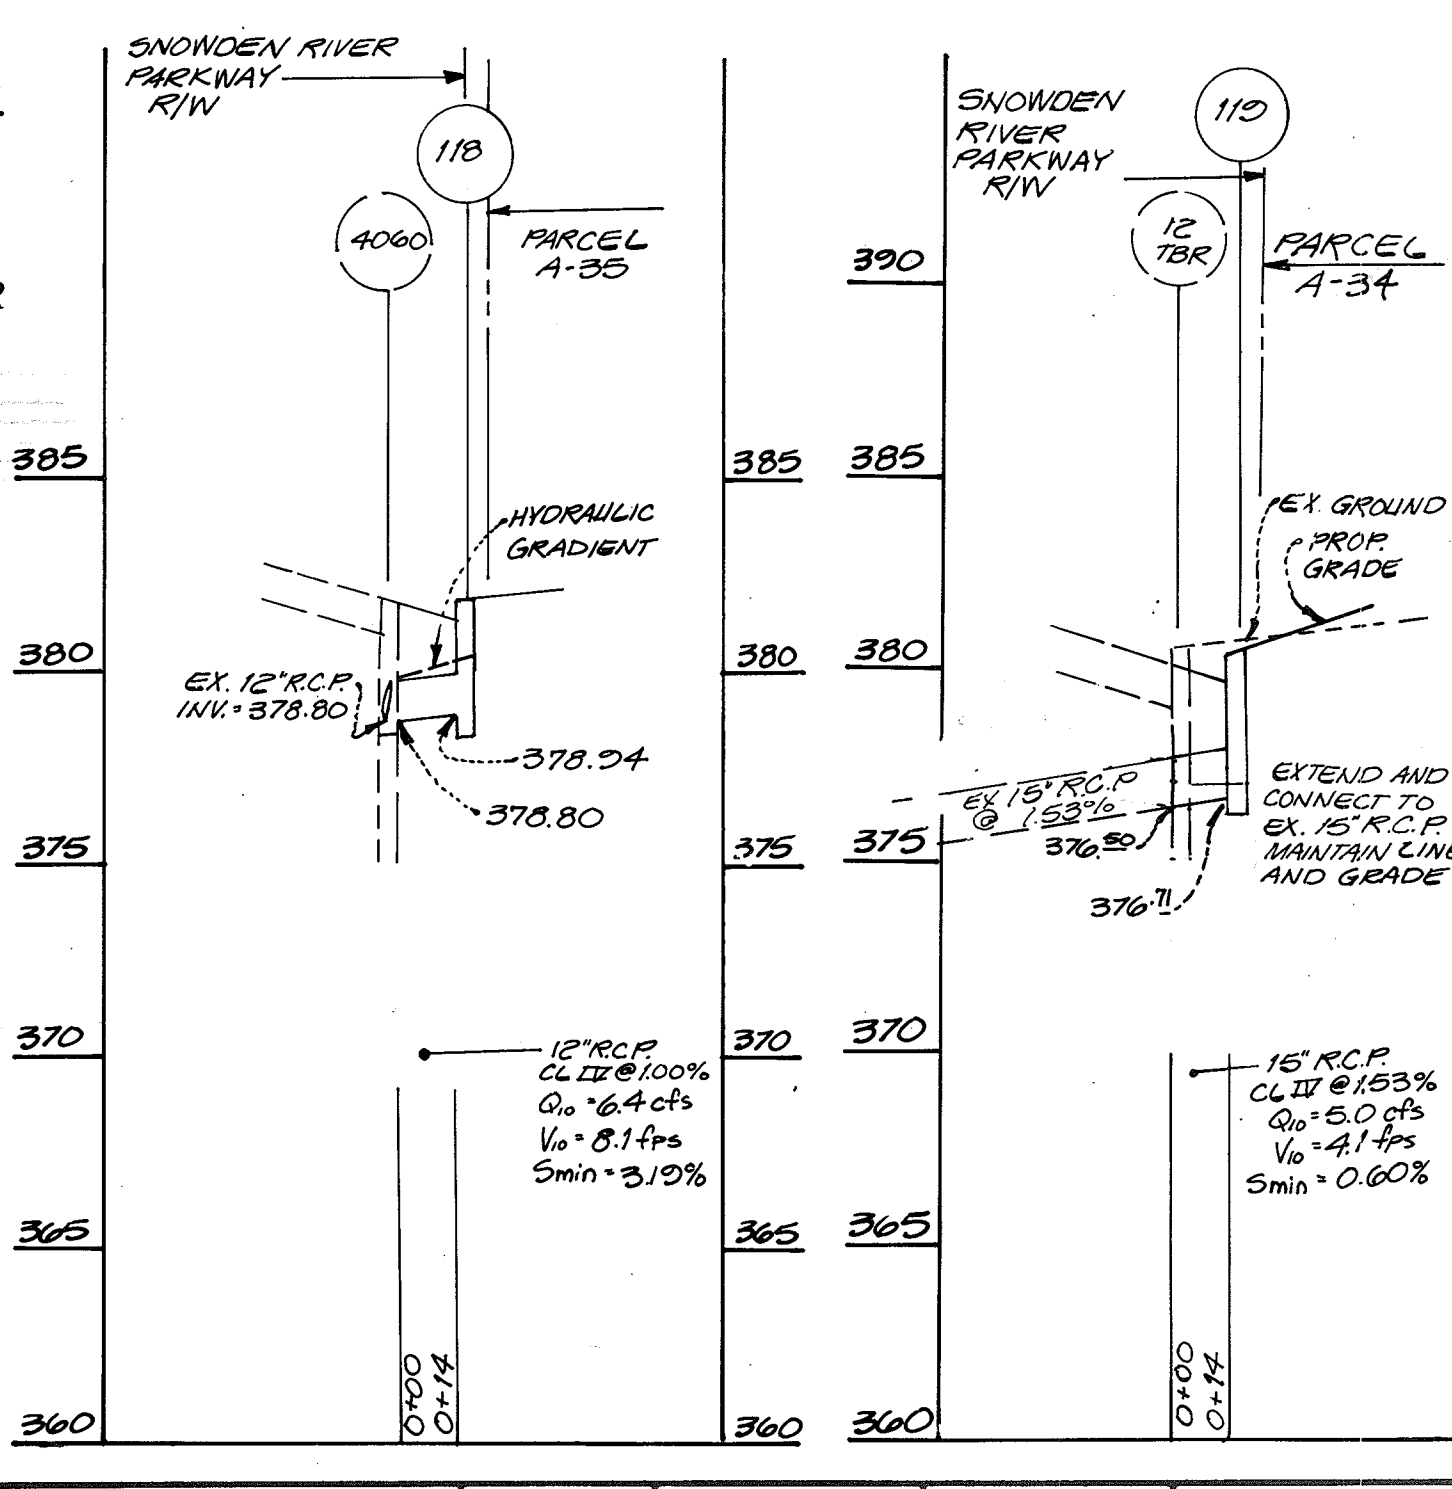 SNOWDEN RIVER
PARKWAY
R/W
118
4060
PARCEL
A-35
385
385
HYDRAULIC
GRADIENT
380
380
EX. 12" R.C.P.
INV. = 378.80
378.94
378.80
375
375
370
370
12" R.C.P.
CL IV @ 1.00%
Q10 = 6.4 cfs
V10 = 8.1 fps
Smin = 3.19%
365
365
0+00
0+14
360
360
SNOWDEN
RIVER
PARKWAY
R/W
119
12
TBR
PARCEL
A-34
390
385
EX. GROUND
PROP.
GRADE
380
EX 15" R.C.P
@ 1.53%
EXTEND AND
CONNECT TO
EX. 15" R.C.P.
MAINTAIN LINE
AND GRADE
375
376.50
376.71
370
15" R.C.P.
CL IV @ 1.53%
Q10 = 5.0 cfs
V10 = 4.1 fps
Smin = 0.60%
365
0+00
0+14
360